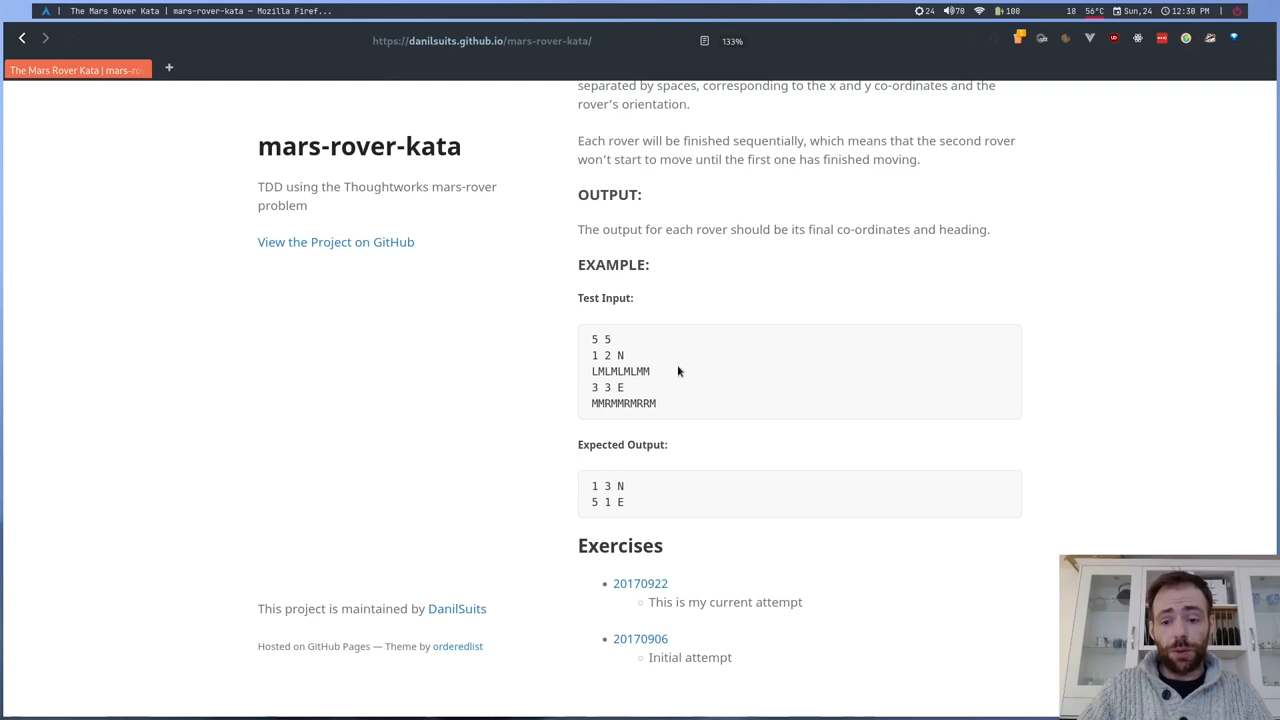 The Mars Rover Kata | mars-rover-kata — Mozilla Firef...
24
70
100
18
56°C
Sun,24
12:30 PM
https://danilsuits.github.io/mars-rover-kata/
133%
The Mars Rover Kata | mars-ro
mars-rover-kata
TDD using the Thoughtworks mars-rover
problem
View the Project on GitHub
This project is maintained by DanilSuits
Hosted on GitHub Pages — Theme by orderedlist
separated by spaces, corresponding to the x and y co-ordinates and the
rover's orientation.
Each rover will be finished sequentially, which means that the second rover
won't start to move until the first one has finished moving.
OUTPUT:
The output for each rover should be its final co-ordinates and heading.
EXAMPLE:
Test Input:
5 5
1 2 N
LMLMLMLMM
3 3 E
MMRMMRMRRM
Expected Output:
1 3 N
5 1 E
Exercises
20170922
This is my current attempt
20170906
Initial attempt